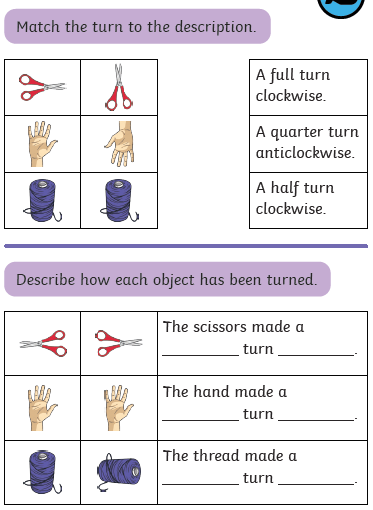 Match the turn to the description.
A full turn
clockwise.
A quarter turn
anticlockwise.
A half turn
clockwise.
Describe how each object has been turned.
The scissors made a
_________ turn _________.
The hand made a
_________ turn _________.
The thread made a
_________ turn _________.